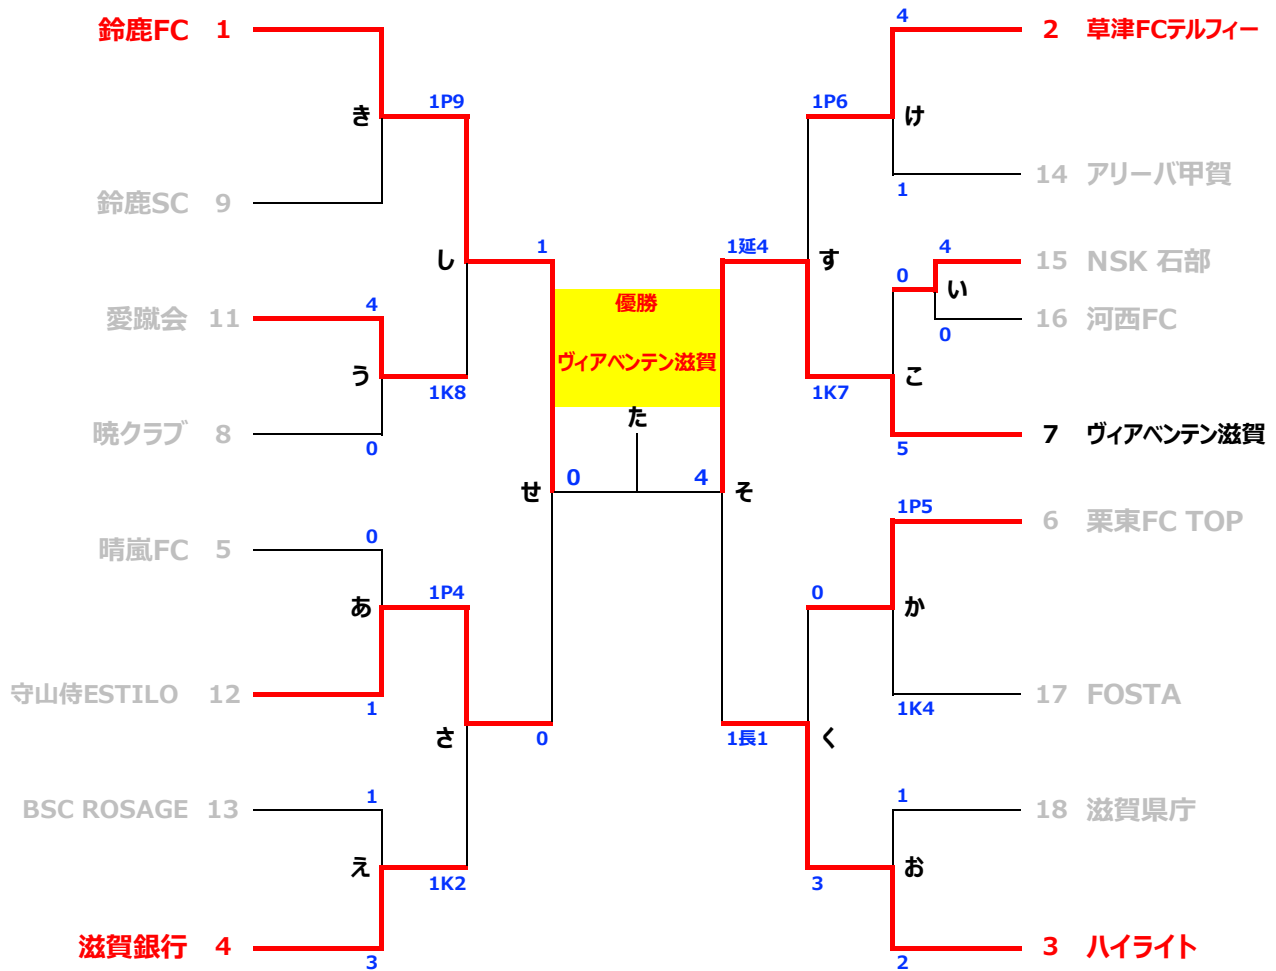 鈴鹿FC 1
き
1P9
鈴鹿SC 9
し
1
愛蹴会 11
4
う
1K8
暁クラブ 8
0
せ
0
晴嵐FC 5
0
あ
1P4
守山侍ESTILO 12
1
さ
0
BSC ROSAGE 13
1
え
1K2
滋賀銀行 4
3
優勝
ヴィアベンテン滋賀
た
4
2 草津FCテルフィー
1P6
け
14 アリーバ甲賀
1
1延4
す
4
15 NSK 石部
0
い
16 河西FC
0
1K7
こ
7 ヴィアベンテン滋賀
5
4
そ
1P5
6 栗東FC TOP
0
か
17 FOSTA
1K4
1長1
く
1
18 滋賀県庁
3
お
3 ハイライト
2